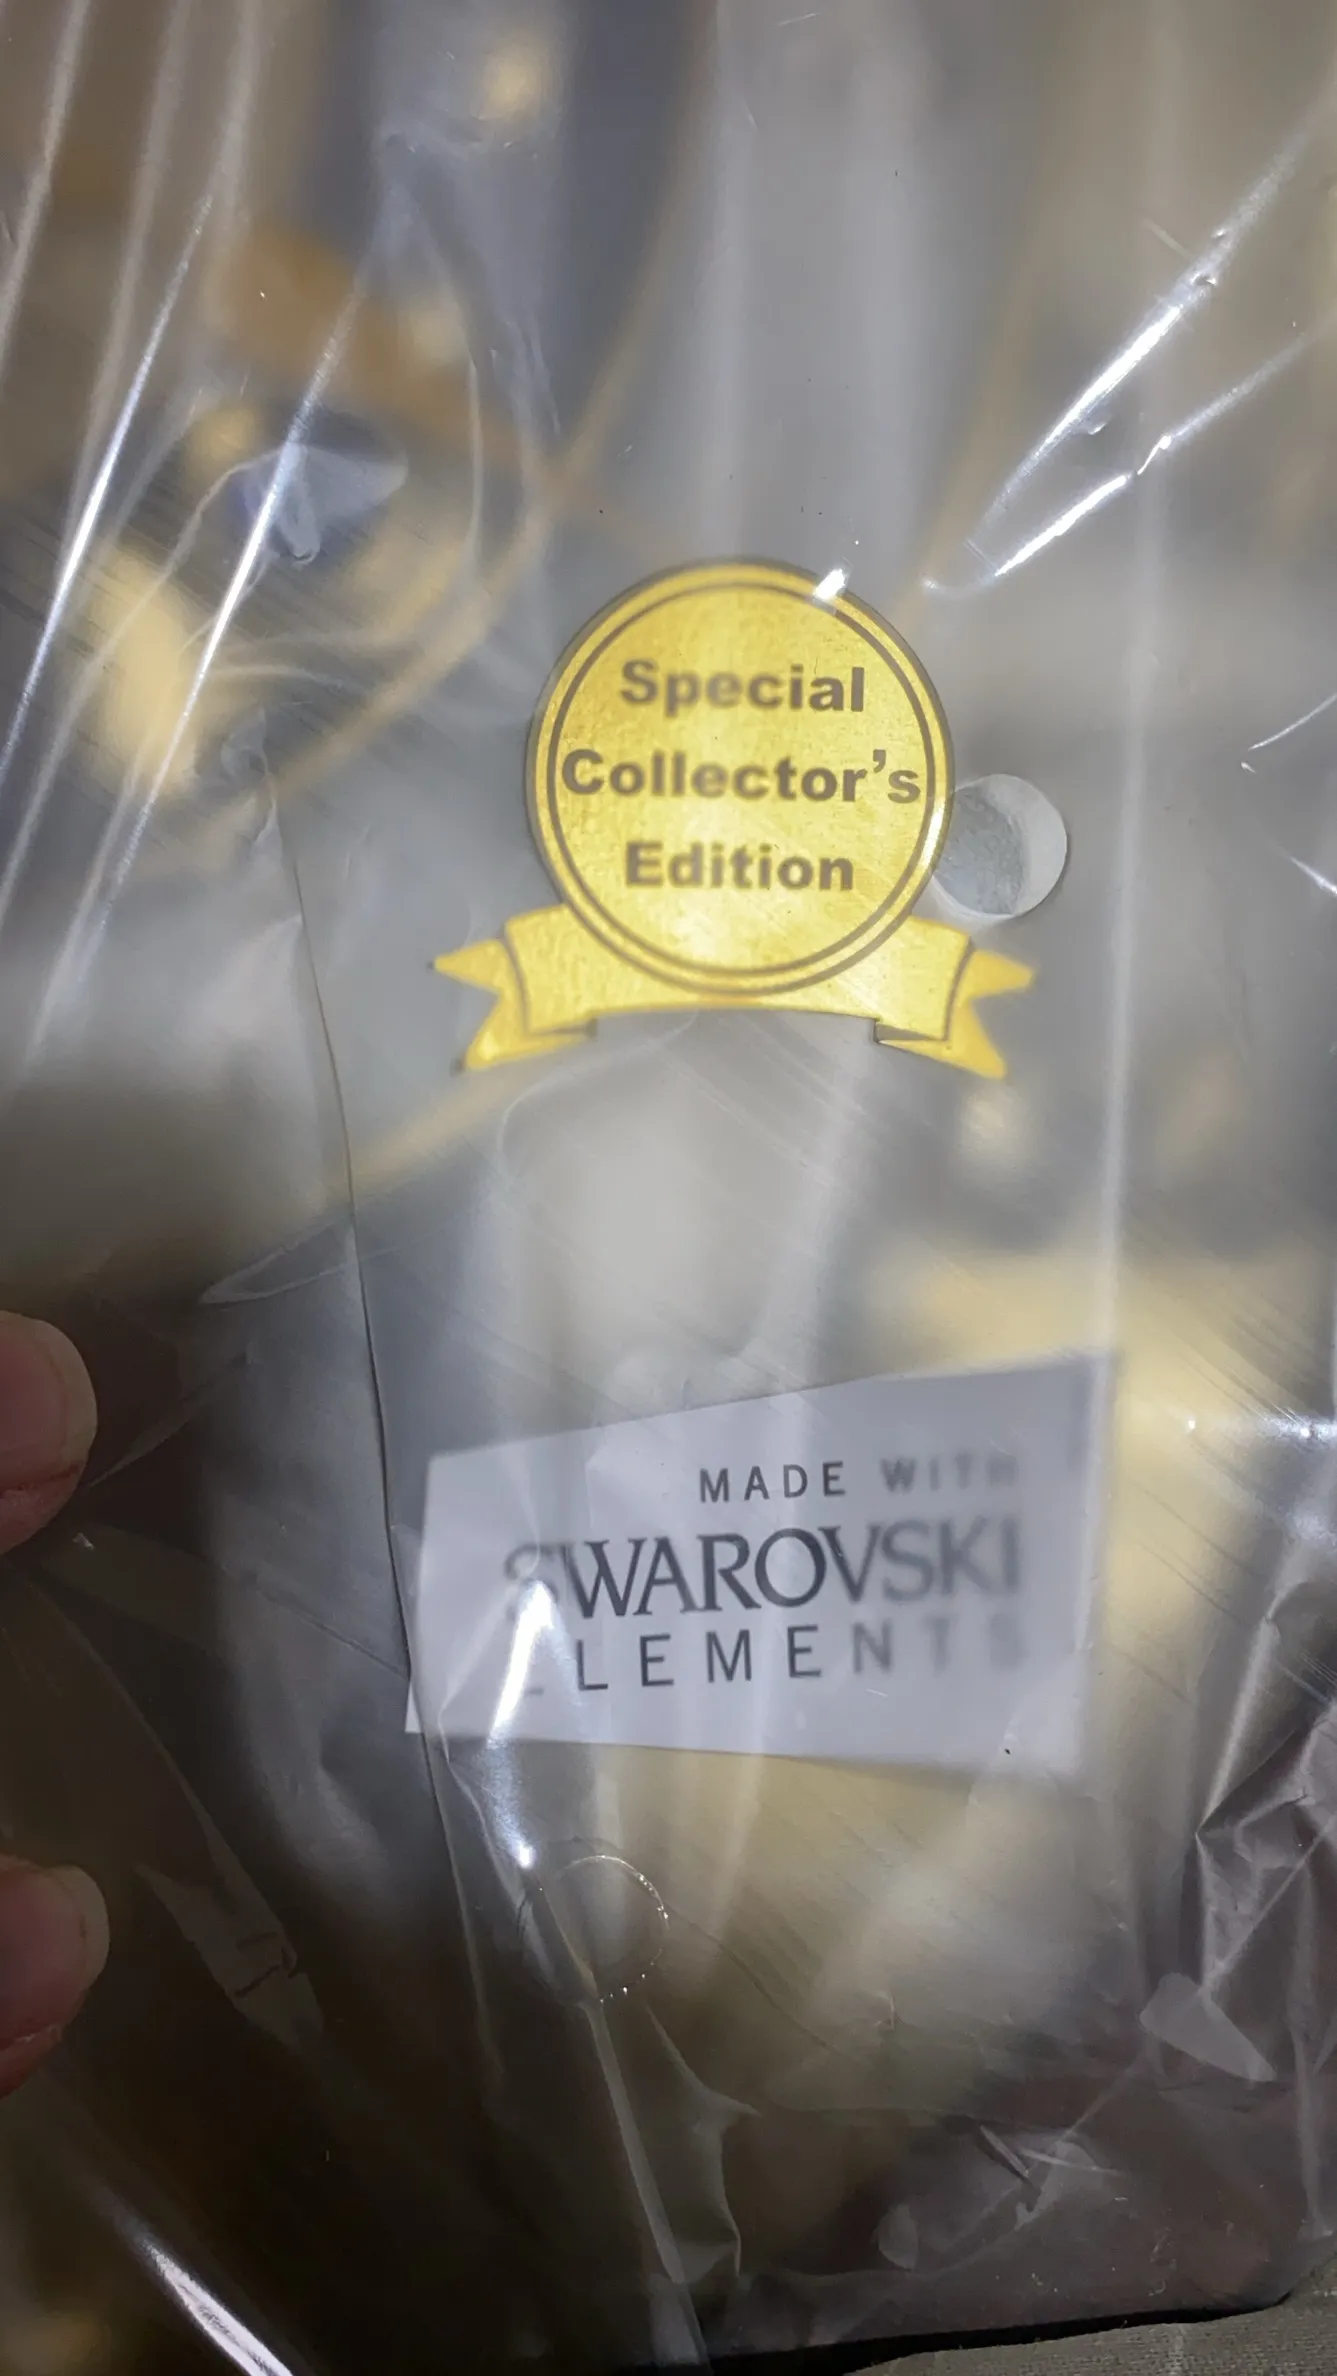 Special
Collector's
Edition
MADE WITH
SWAROVSKI
ELEMENTS